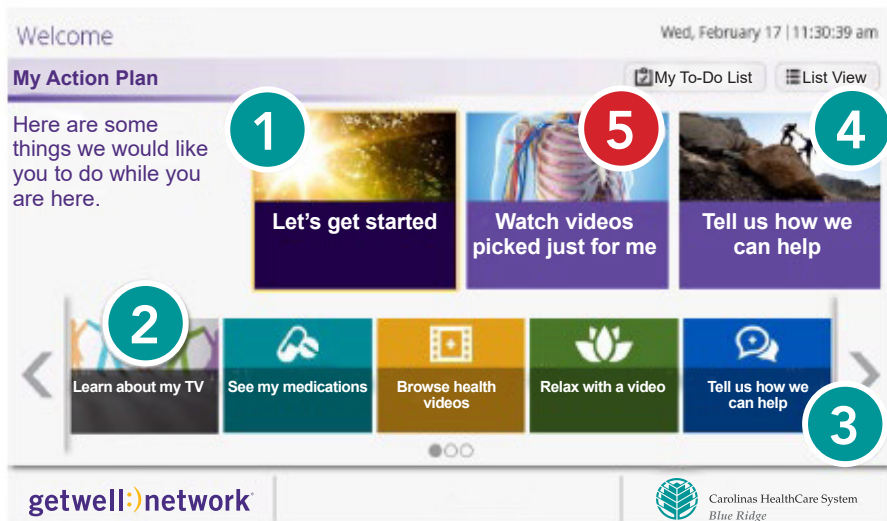 Welcome
Wed, February 17 | 11:30:39 am
My Action Plan
My To-Do List
List View
Here are some
things we would like
you to do while you
are here.
1
5
4
Let's get started
Watch videos
picked just for me
Tell us how we
can help
2
Learn about my TV
See my medications
Browse health
videos
Relax with a video
Tell us how we
can help
3
getwell:)network
Carolinas HealthCare System
Blue Ridge